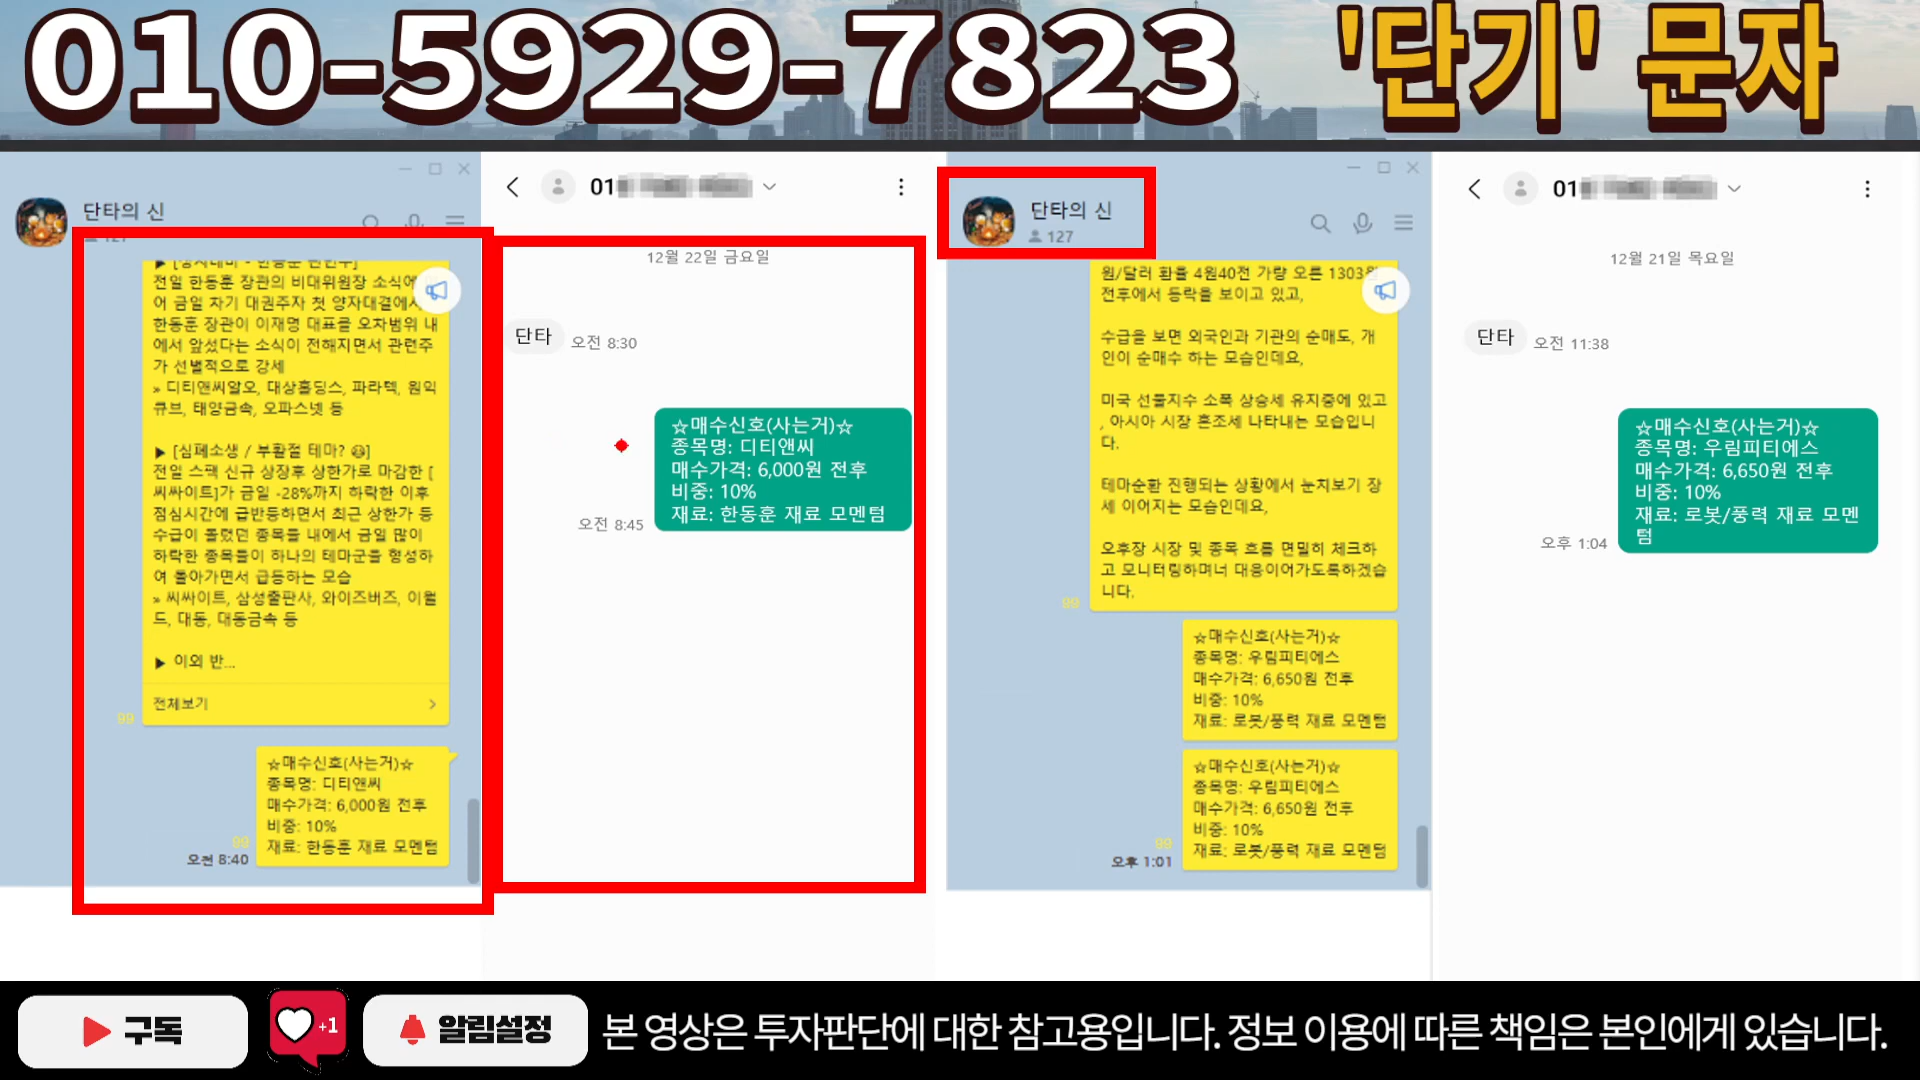 010-5929-7823 '단기' 문자
단타의 신
127
전일 한동훈 장관의 비대위원장 소식에
어 금일 차기 대권주자 첫 양자대결에서
한동훈 장관이 이재명 대표를 오차범위 내
에서 앞섰다는 소식이 전해지면서 관련주
가 선별적으로 강세
» 디티앤씨알오, 대상홀딩스, 파라텍, 원익
큐브, 태양금속, 오파스넷 등
▶ [심폐소생 / 부활절 테마? 😆]
전일 스팩 신규 상장후 상한가로 마감한 [
씨싸이트]가 금일 -28%까지 하락한 이후
점심시간에 급반등하면서 최근 상한가 등
수급이 몰렸던 종목들 내에서 금일 많이
하락한 종목들이 하나의 테마군을 형성하
여 돌아가면서 급등하는 모습
» 씨싸이트, 삼성출판사, 와이즈버즈, 이월
드, 대동, 대동금속 등
▶ 이외 반...
전체보기
99
☆매수신호(사는거)☆
종목명: 디티앤씨
매수가격: 6,000원 전후
비중: 10%
재료: 한동훈 재료 모멘텀
99
오전 8:40
01
12월 22일 금요일
단타
오전 8:30
☆매수신호(사는거)☆
종목명: 디티앤씨
매수가격: 6,000원 전후
비중: 10%
재료: 한동훈 재료 모멘텀
오전 8:45
단타의 신
127
원/달러 환율 4원40전 가량 오른 1303원
전후에서 등락을 보이고 있고,
수급을 보면 외국인과 기관의 순매도, 개
인이 순매수 하는 모습인데요,
미국 선물지수 소폭 상승세 유지중에 있고
, 아시아 시장 혼조세 나타내는 모습입니
다.
테마순환 진행되는 상황에서 눈치보기 장
세 이어지는 모습인데요,
오후장 시장 및 종목 흐름 면밀히 체크하
고 모니터링하며너 대응이어가도록하겠습
니다.
99
☆매수신호(사는거)☆
종목명: 우림피티에스
매수가격: 6,650원 전후
비중: 10%
재료: 로봇/풍력 재료 모멘텀
☆매수신호(사는거)☆
종목명: 우림피티에스
매수가격: 6,650원 전후
비중: 10%
재료: 로봇/풍력 재료 모멘텀
99
오후 1:01
01
12월 21일 목요일
단타
오전 11:38
☆매수신호(사는거)☆
종목명: 우림피티에스
매수가격: 6,650원 전후
비중: 10%
재료: 로봇/풍력 재료 모멘
텀
오후 1:04
구독
+1
알림설정
본 영상은 투자판단에 대한 참고용입니다. 정보 이용에 따른 책임은 본인에게 있습니다.